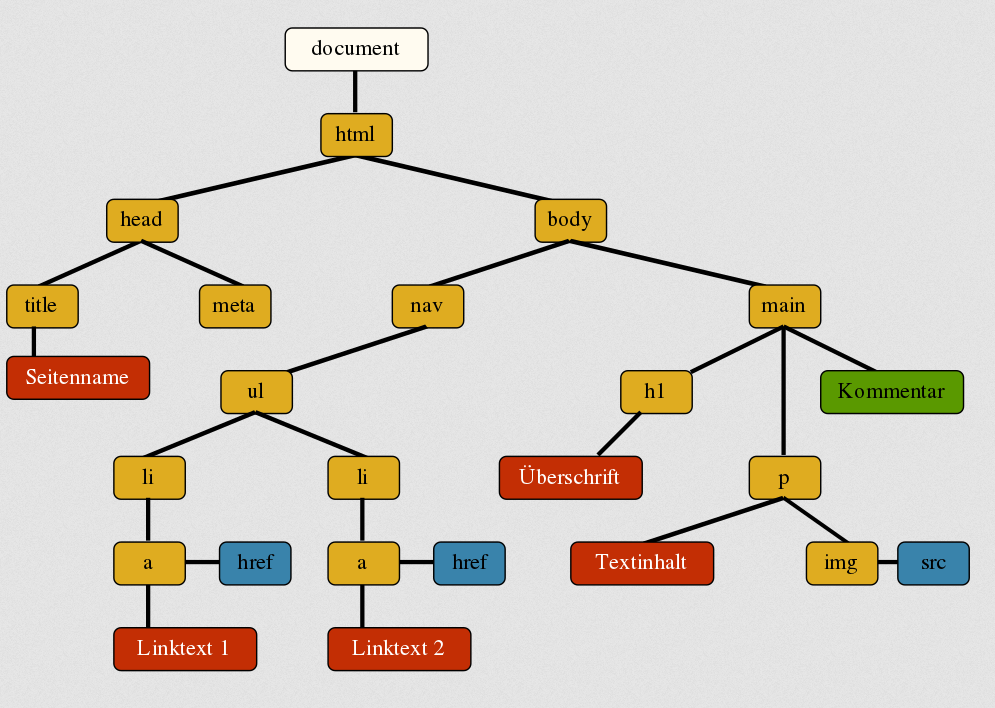 document
html
head
body
title
meta
nav
main
Seitenname
ul
h1
Kommentar
li
li
Überschrift
p
a
href
a
href
Textinhalt
img
src
Linktext 1
Linktext 2